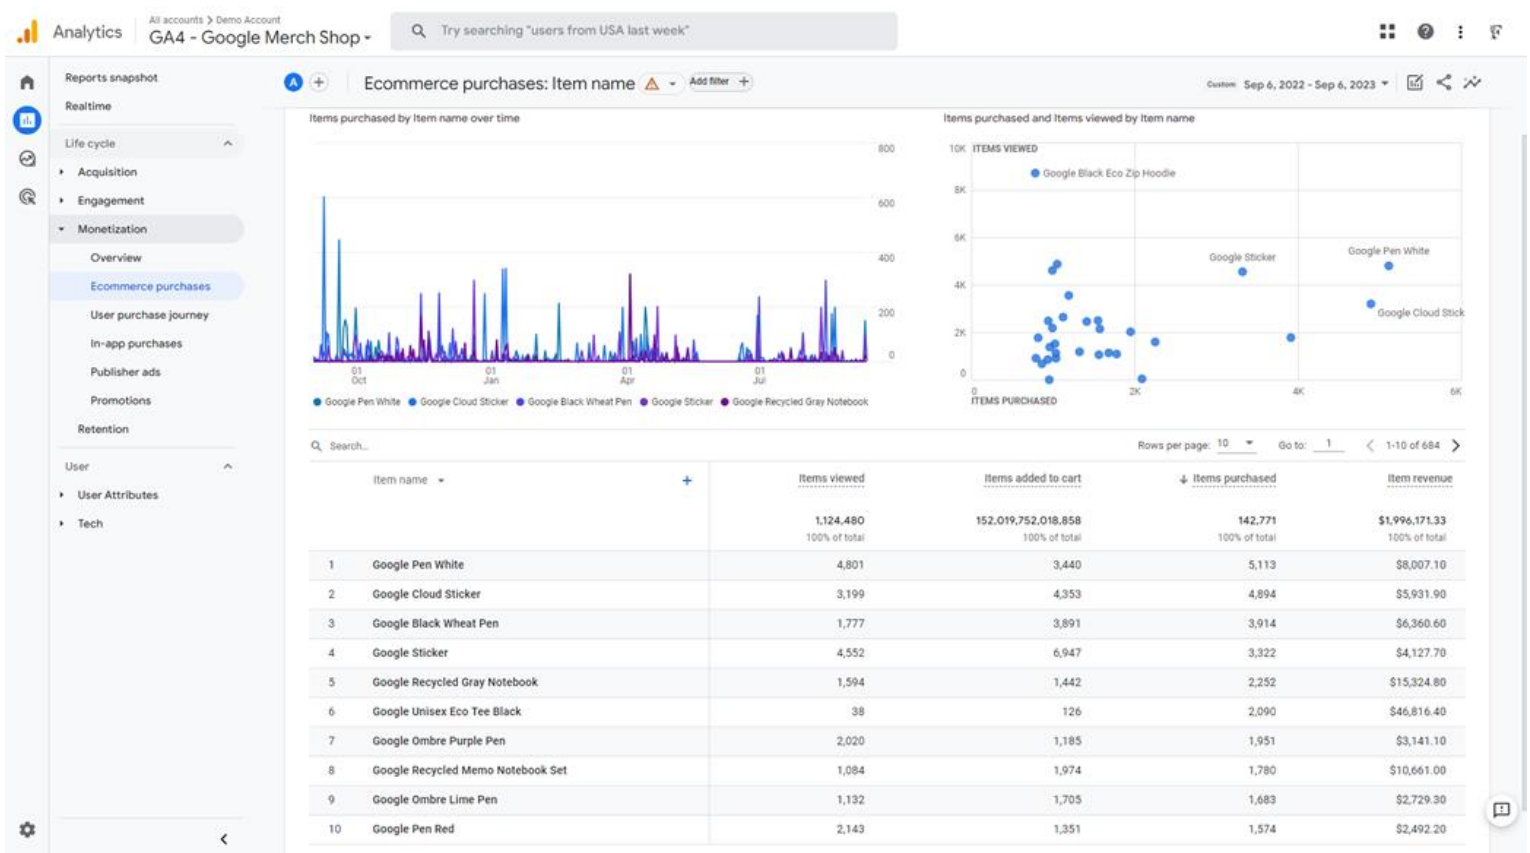 All accounts > Demo Account
Analytics
GA4 - Google Merch Shop
Try searching "users from USA last week"
Reports snapshot
Realtime
Life cycle
Acquisition
Engagement
Monetization
Overview
Ecommerce purchases
User purchase journey
In-app purchases
Publisher ads
Promotions
Retention
User
User Attributes
Tech
A
Ecommerce purchases: Item name
Add filter +
Custom Sep 6, 2022 - Sep 6, 2023
Items purchased by Item name over time
800
600
400
200
0
01 Oct
01 Jan
01 Apr
01 Jul
Google Pen White
Google Cloud Sticker
Google Black Wheat Pen
Google Sticker
Google Recycled Gray Notebook
Items purchased and Items viewed by Item name
10K ITEMS VIEWED
Google Black Eco Zip Hoodie
8K
6K
Google Sticker
Google Pen White
4K
Google Cloud Stick
2K
0
0 2K 4K 6K
ITEMS PURCHASED
Search...
Rows per page: 10 Go to: 1 1-10 of 684
Item name + Items viewed Items added to cart ↓ Items purchased Item revenue
1,124,480 152,019,752,018,858 142,771 $1,996,171.33
100% of total 100% of total 100% of total 100% of total
1 Google Pen White 4,801 3,440 5,113 $8,007.10
2 Google Cloud Sticker 3,199 4,353 4,894 $5,931.90
3 Google Black Wheat Pen 1,777 3,891 3,914 $6,360.60
4 Google Sticker 4,552 6,947 3,322 $4,127.70
5 Google Recycled Gray Notebook 1,594 1,442 2,252 $15,324.80
6 Google Unisex Eco Tee Black 38 126 2,090 $46,816.40
7 Google Ombre Purple Pen 2,020 1,185 1,951 $3,141.10
8 Google Recycled Memo Notebook Set 1,084 1,974 1,780 $10,661.00
9 Google Ombre Lime Pen 1,132 1,705 1,683 $2,729.30
10 Google Pen Red 2,143 1,351 1,574 $2,492.20